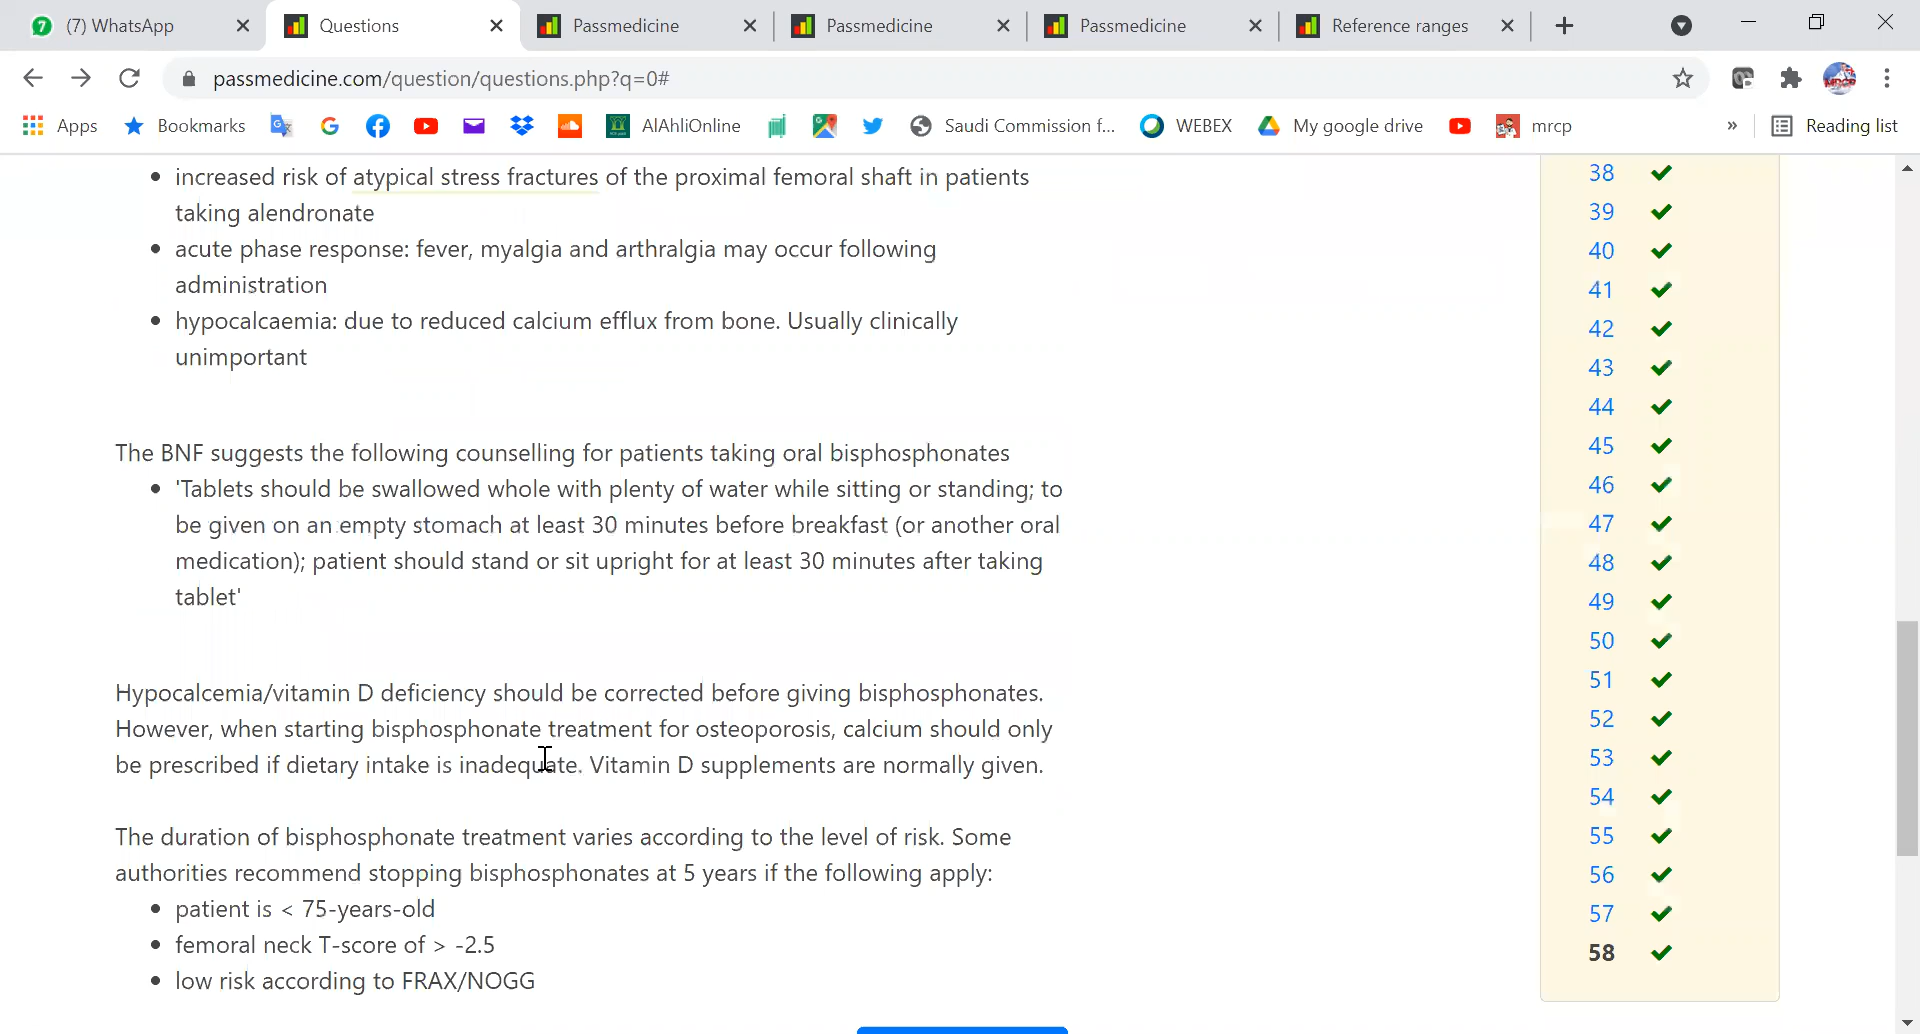 7 (7) WhatsApp
Questions
Passmedicine
Passmedicine
Passmedicine
Reference ranges
passmedicine.com/question/questions.php?q=0#
Apps
Bookmarks
AlAhliOnline
Saudi Commission f...
WEBEX
My google drive
mrcp
»
Reading list
• increased risk of atypical stress fractures of the proximal femoral shaft in patients
taking alendronate
• acute phase response: fever, myalgia and arthralgia may occur following
administration
• hypocalcaemia: due to reduced calcium efflux from bone. Usually clinically
unimportant
The BNF suggests the following counselling for patients taking oral bisphosphonates
• 'Tablets should be swallowed whole with plenty of water while sitting or standing; to
be given on an empty stomach at least 30 minutes before breakfast (or another oral
medication); patient should stand or sit upright for at least 30 minutes after taking
tablet'
Hypocalcemia/vitamin D deficiency should be corrected before giving bisphosphonates.
However, when starting bisphosphonate treatment for osteoporosis, calcium should only
be prescribed if dietary intake is inadequate. Vitamin D supplements are normally given.
The duration of bisphosphonate treatment varies according to the level of risk. Some
authorities recommend stopping bisphosphonates at 5 years if the following apply:
• patient is < 75-years-old
• femoral neck T-score of > -2.5
• low risk according to FRAX/NOGG
38
39
40
41
42
43
44
45
46
47
48
49
50
51
52
53
54
55
56
57
58